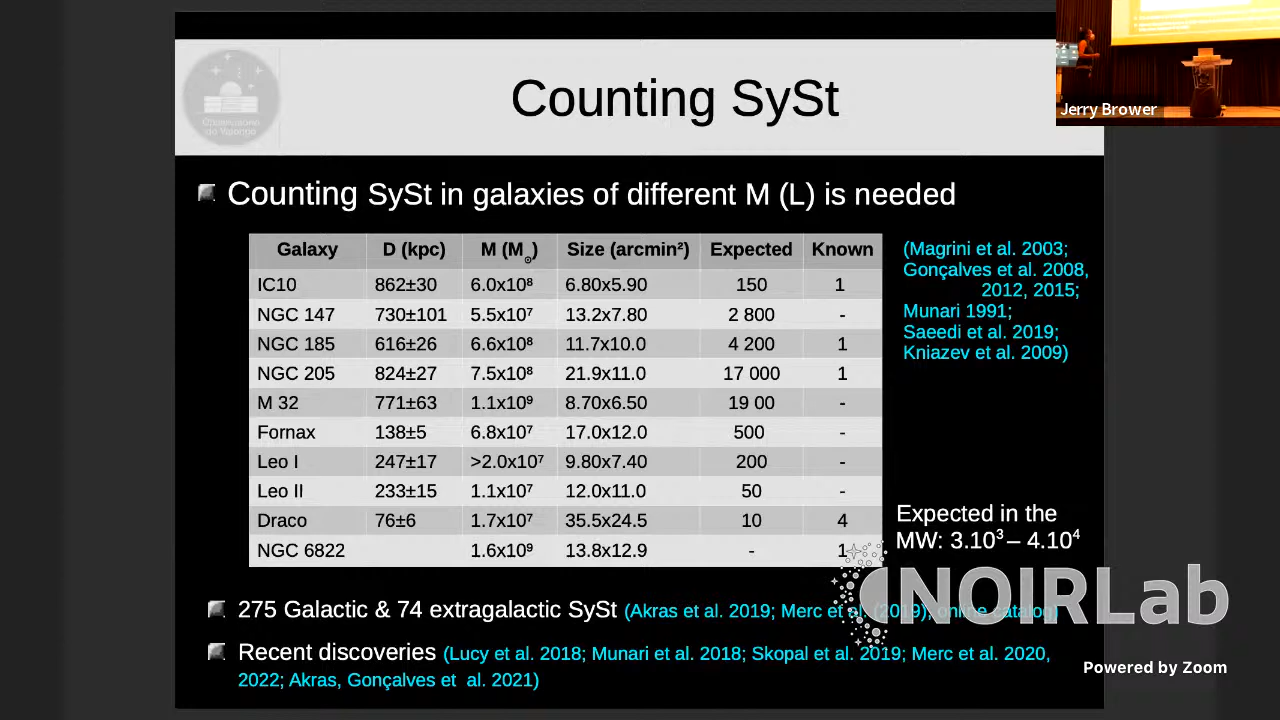 Counting SySt
Jerry Brower
Observatório
do Valongo
Counting SySt in galaxies of different M (L) is needed
Galaxy D (kpc) M (M☉) Size (arcmin²) Expected Known
IC10 862±30 6.0x10⁸ 6.80x5.90 150 1
NGC 147 730±101 5.5x10⁷ 13.2x7.80 2 800 -
NGC 185 616±26 6.6x10⁸ 11.7x10.0 4 200 1
NGC 205 824±27 7.5x10⁸ 21.9x11.0 17 000 1
M 32 771±63 1.1x10⁹ 8.70x6.50 19 00 -
Fornax 138±5 6.8x10⁷ 17.0x12.0 500 -
Leo I 247±17 >2.0x10⁷ 9.80x7.40 200 -
Leo II 233±15 1.1x10⁷ 12.0x11.0 50 -
Draco 76±6 1.7x10⁷ 35.5x24.5 10 4
NGC 6822 1.6x10⁹ 13.8x12.9 - 1
(Magrini et al. 2003;
Gonçalves et al. 2008,
2012, 2015;
Munari 1991;
Saeedi et al. 2019;
Kniazev et al. 2009)
Expected in the
MW: 3.10³ – 4.10⁴
NOIRLab
275 Galactic & 74 extragalactic SySt (Akras et al. 2019; Merc et al. (2019), online catalog)
Recent discoveries (Lucy et al. 2018; Munari et al. 2018; Skopal et al. 2019; Merc et al. 2020,
2022; Akras, Gonçalves et al. 2021)
Powered by Zoom